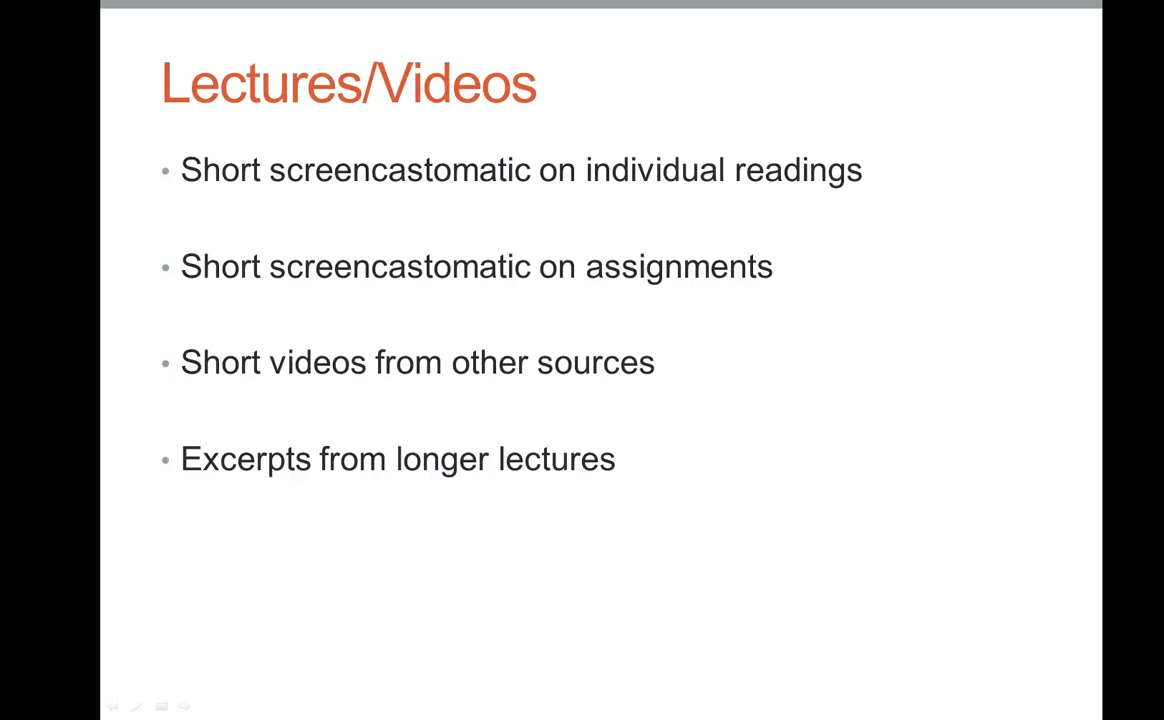 Lectures/Videos
• Short screencastomatic on individual readings
• Short screencastomatic on assignments
• Short videos from other sources
• Excerpts from longer lectures